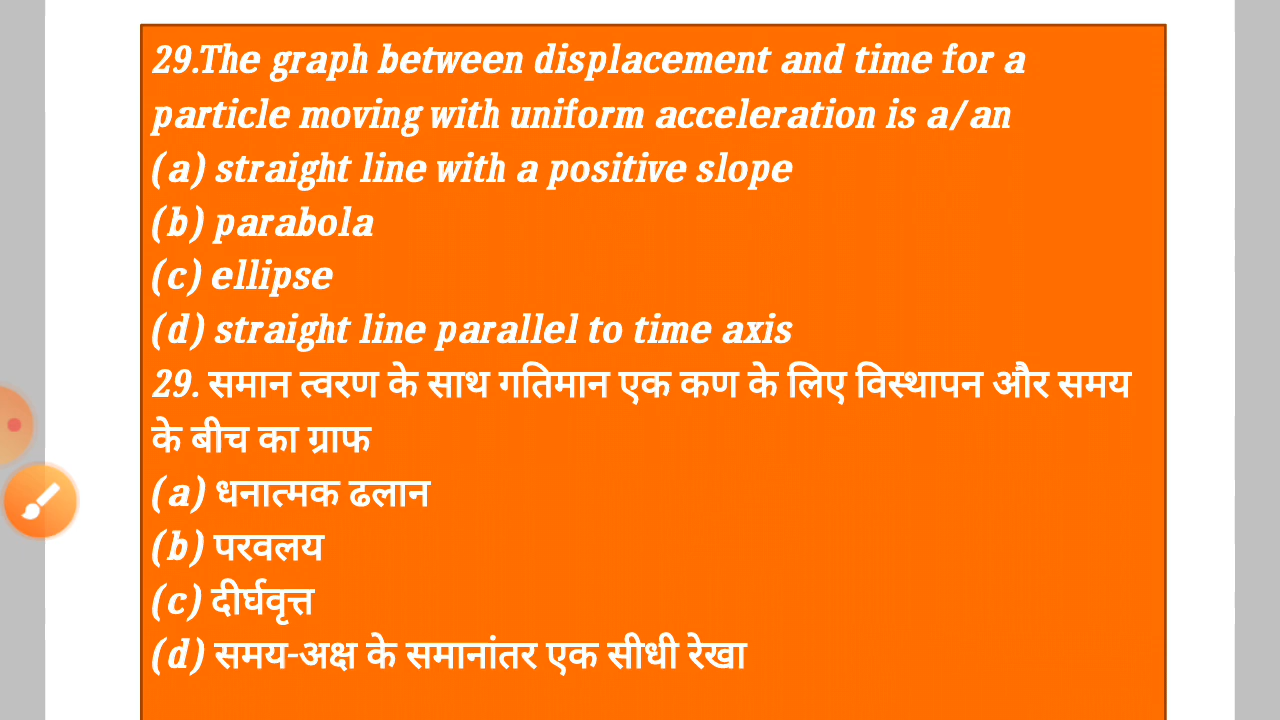 29.The graph between displacement and time for a
particle moving with uniform acceleration is a/an
(a) straight line with a positive slope
(b) parabola
(c) ellipse
(d) straight line parallel to time axis
29. समान त्वरण के साथ गतिमान एक कण के लिए विस्थापन और समय
के बीच का ग्राफ
(a) धनात्मक ढलान
(b) परवलय
(c) दीर्घवृत्त
(d) समय-अक्ष के समानांतर एक सीधी रेखा